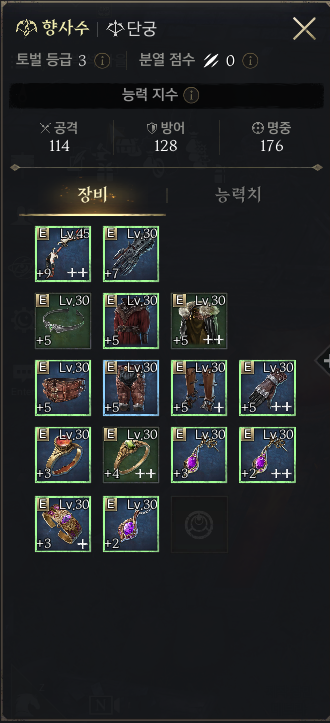 향사수 단궁
토벌 등급 3 분열 점수 0
능력 지수
공격 방어 명중
114 128 176
장비 능력치
E Lv.45 E Lv.30
+9 ++ +7
E Lv.30 E Lv.30 E Lv.30
+5 +5 +5 ++
E Lv.30 E Lv.30 E Lv.30 E Lv.30
+5 +5 +5 + +5 ++
E Lv.30 E Lv.30 E Lv.30 E Lv.30
+3 +4 ++ +3 +2 ++
E Lv.30 E Lv.30
+3 + +2